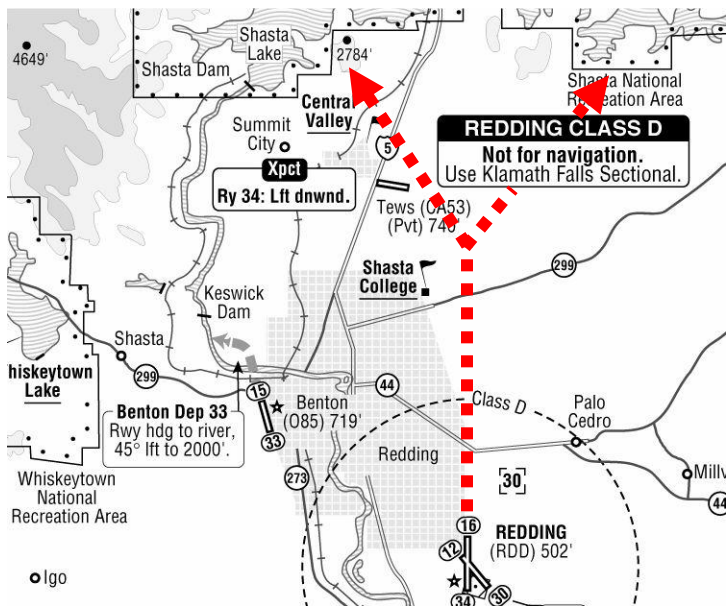 4649'
Shasta
Lake
2784'
Shasta Dam
Shasta National
Recreation Area
Central
Valley
Summit
City
5
REDDING CLASS D
Not for navigation.
Use Klamath Falls Sectional.
Xpct
Ry 34: Lft dnwnd.
Tews (CA53)
(Pvt) 740'
Shasta
College
299
Keswick
Dam
Shasta
hiskeytown
Lake
299
15
44
Class D
Palo
Cedro
Benton Dep 33
Rwy hdg to river,
45° lft to 2000'.
Benton
(O85) 719'
33
Redding
30
Millv
273
44
Whiskeytown
National
Recreation Area
16
REDDING
(RDD) 502'
12
Igo
34
30